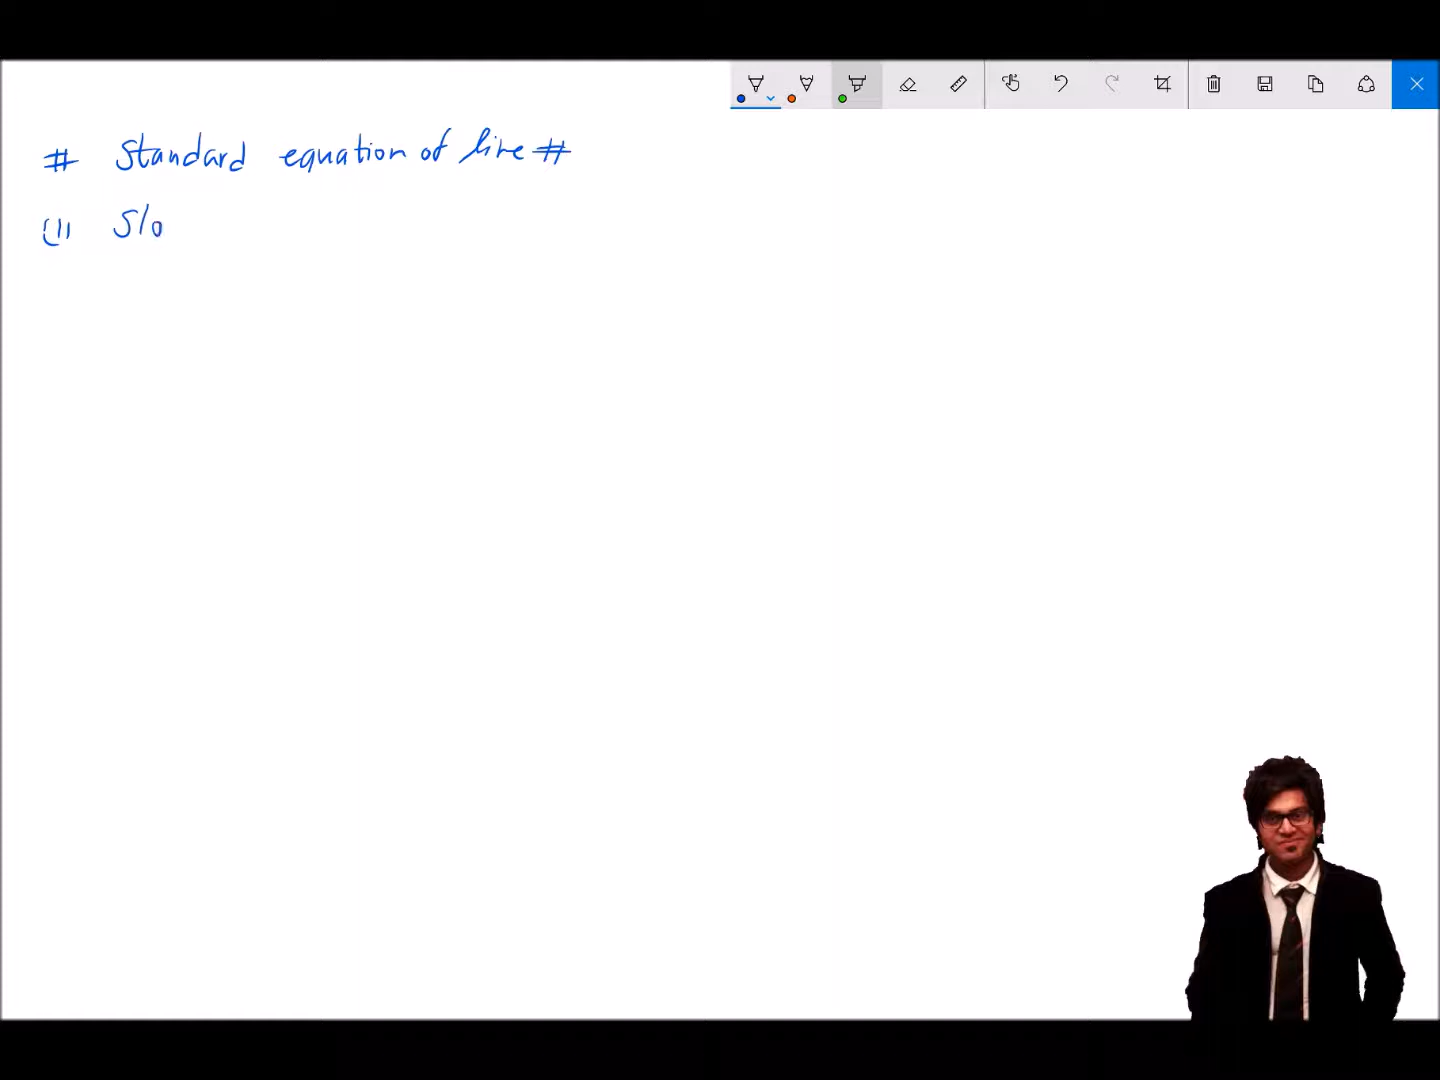 # Standard equation of line #
(1) Slo